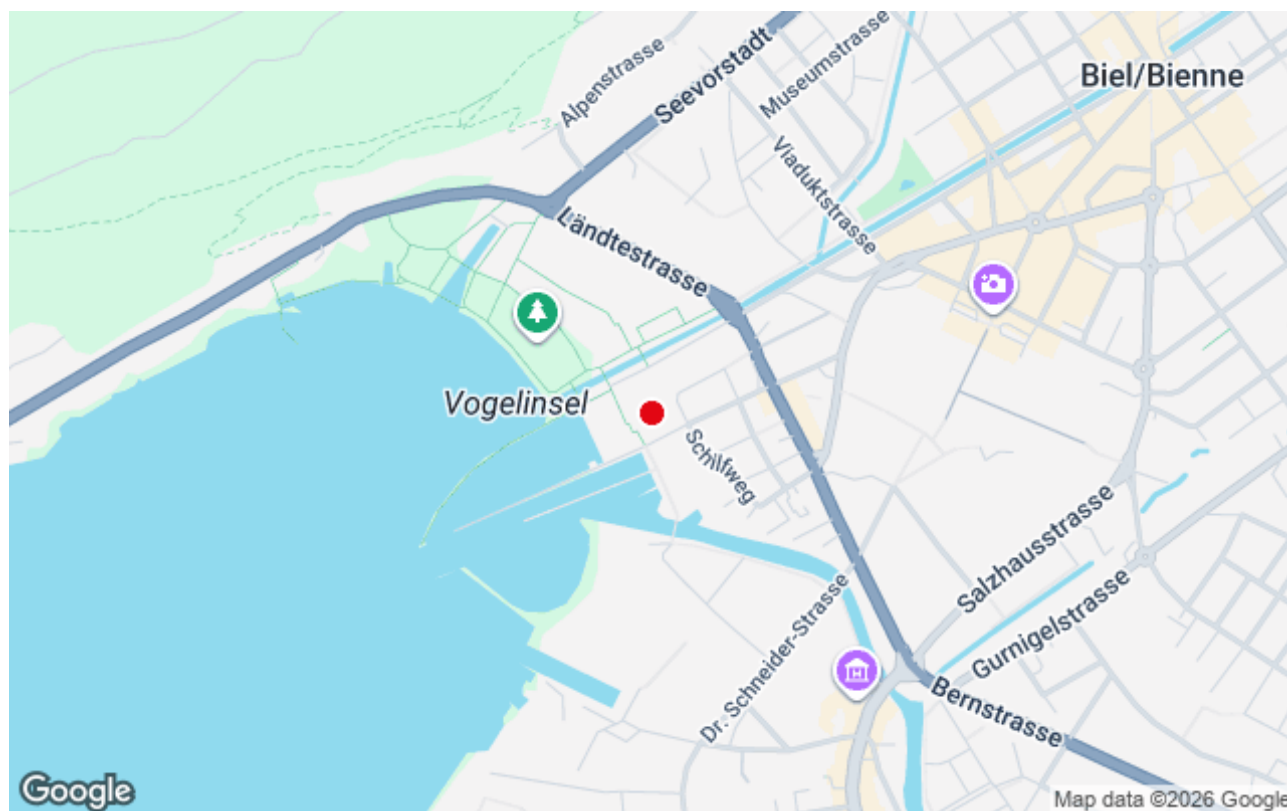 Alpenstrasse
Seevorstadt
Museumstrasse
Biel/Bienne
Viaduktstrasse
Ländtestrasse
Vogelinsel
Schilfweg
Salzhausstrasse
Gurnigelstrasse
Dr. Schneider-Strasse
Bernstrasse
H
Google
Map data ©2026 Google